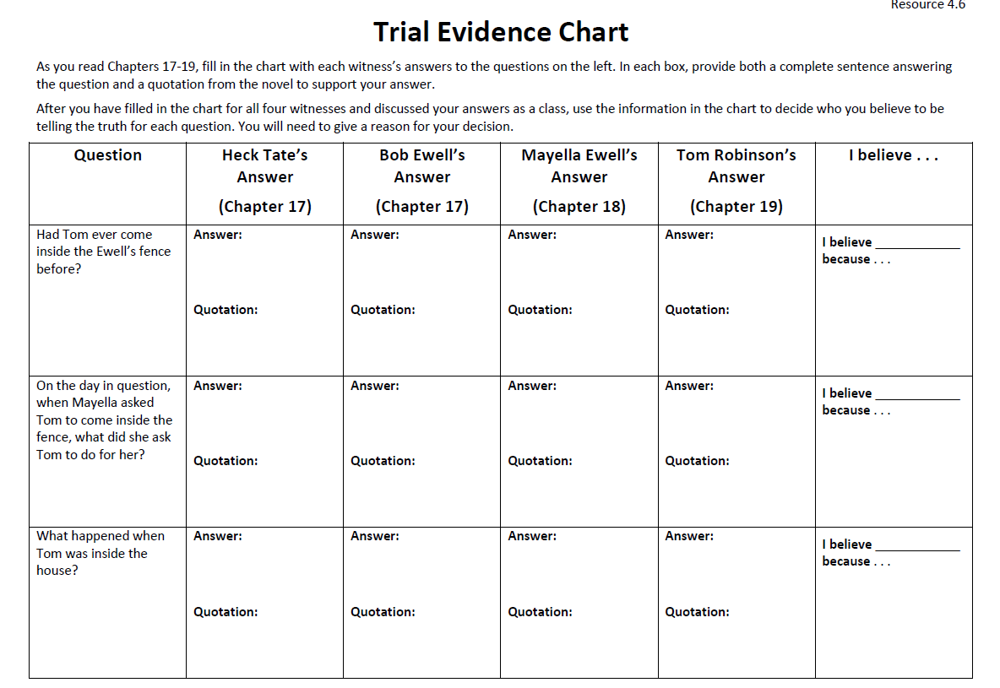 Resource 4.6
Trial Evidence Chart
As you read Chapters 17-19, fill in the chart with each witness’s answers to the questions on the left. In each box, provide both a complete sentence answering
the question and a quotation from the novel to support your answer.
After you have filled in the chart for all four witnesses and discussed your answers as a class, use the information in the chart to decide who you believe to be
telling the truth for each question. You will need to give a reason for your decision.
Question
Heck Tate’s
Answer
(Chapter 17)
Bob Ewell’s
Answer
(Chapter 17)
Mayella Ewell’s
Answer
(Chapter 18)
Tom Robinson’s
Answer
(Chapter 19)
I believe . . .
Had Tom ever come
inside the Ewell’s fence
before?
Answer:
Quotation:
Answer:
Quotation:
Answer:
Quotation:
Answer:
Quotation:
I believe _____________
because . . .
On the day in question,
when Mayella asked
Tom to come inside the
fence, what did she ask
Tom to do for her?
Answer:
Quotation:
Answer:
Quotation:
Answer:
Quotation:
Answer:
Quotation:
I believe _____________
because . . .
What happened when
Tom was inside the
house?
Answer:
Quotation:
Answer:
Quotation:
Answer:
Quotation:
Answer:
Quotation:
I believe _____________
because . . .